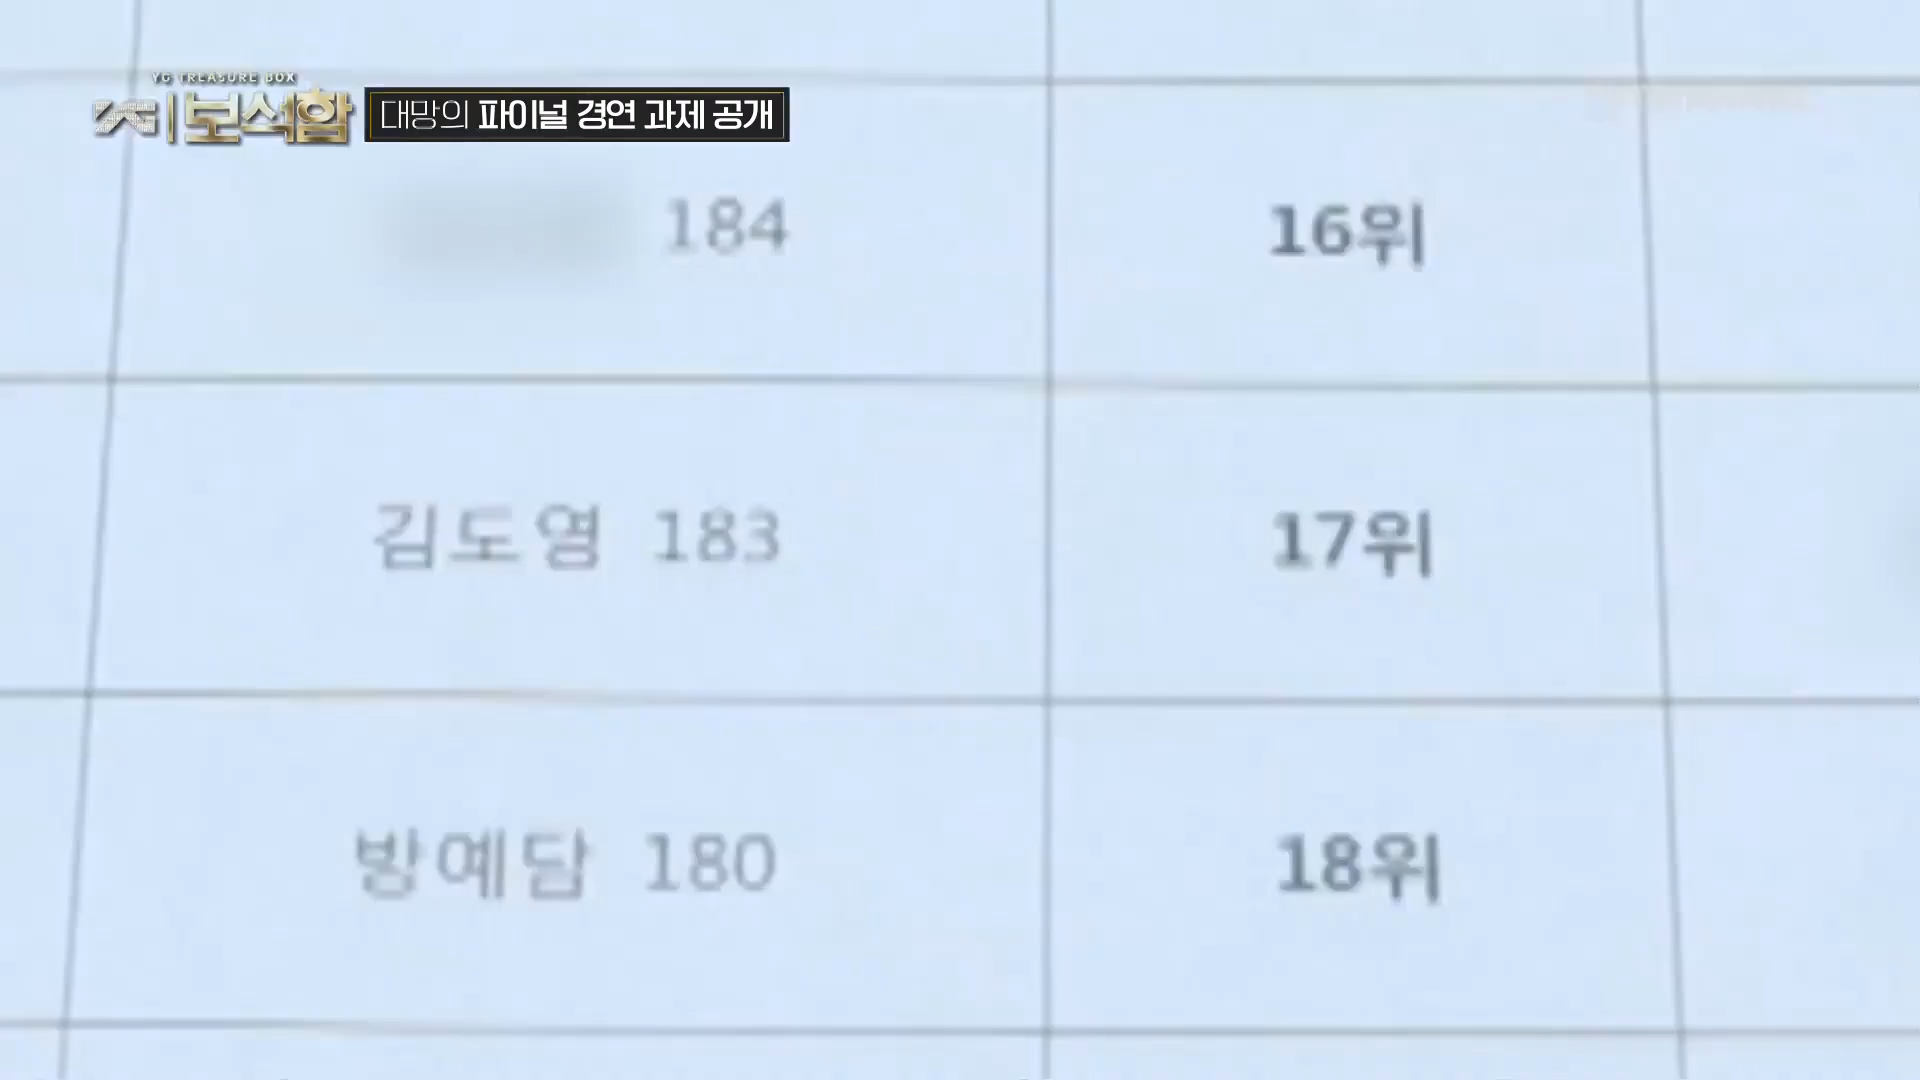 YG TREASURE BOX
YG 보석함
대망의 파이널 경연 과제 공개
184 16위
김도영 183 17위
방예담 180 18위